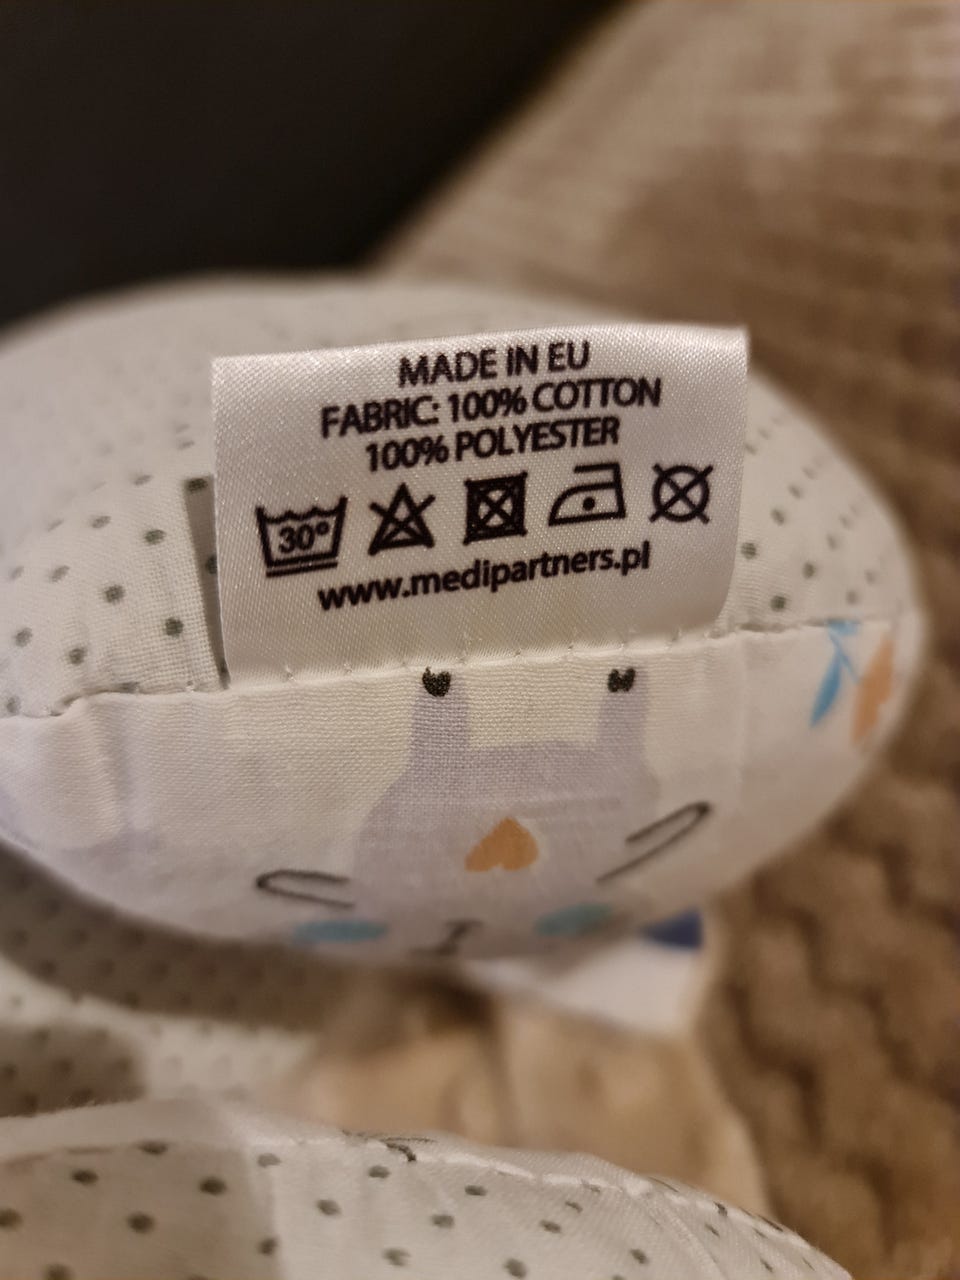 MADE IN EU
FABRIC: 100% COTTON
100% POLYESTER
30°
www.medipartners.pl